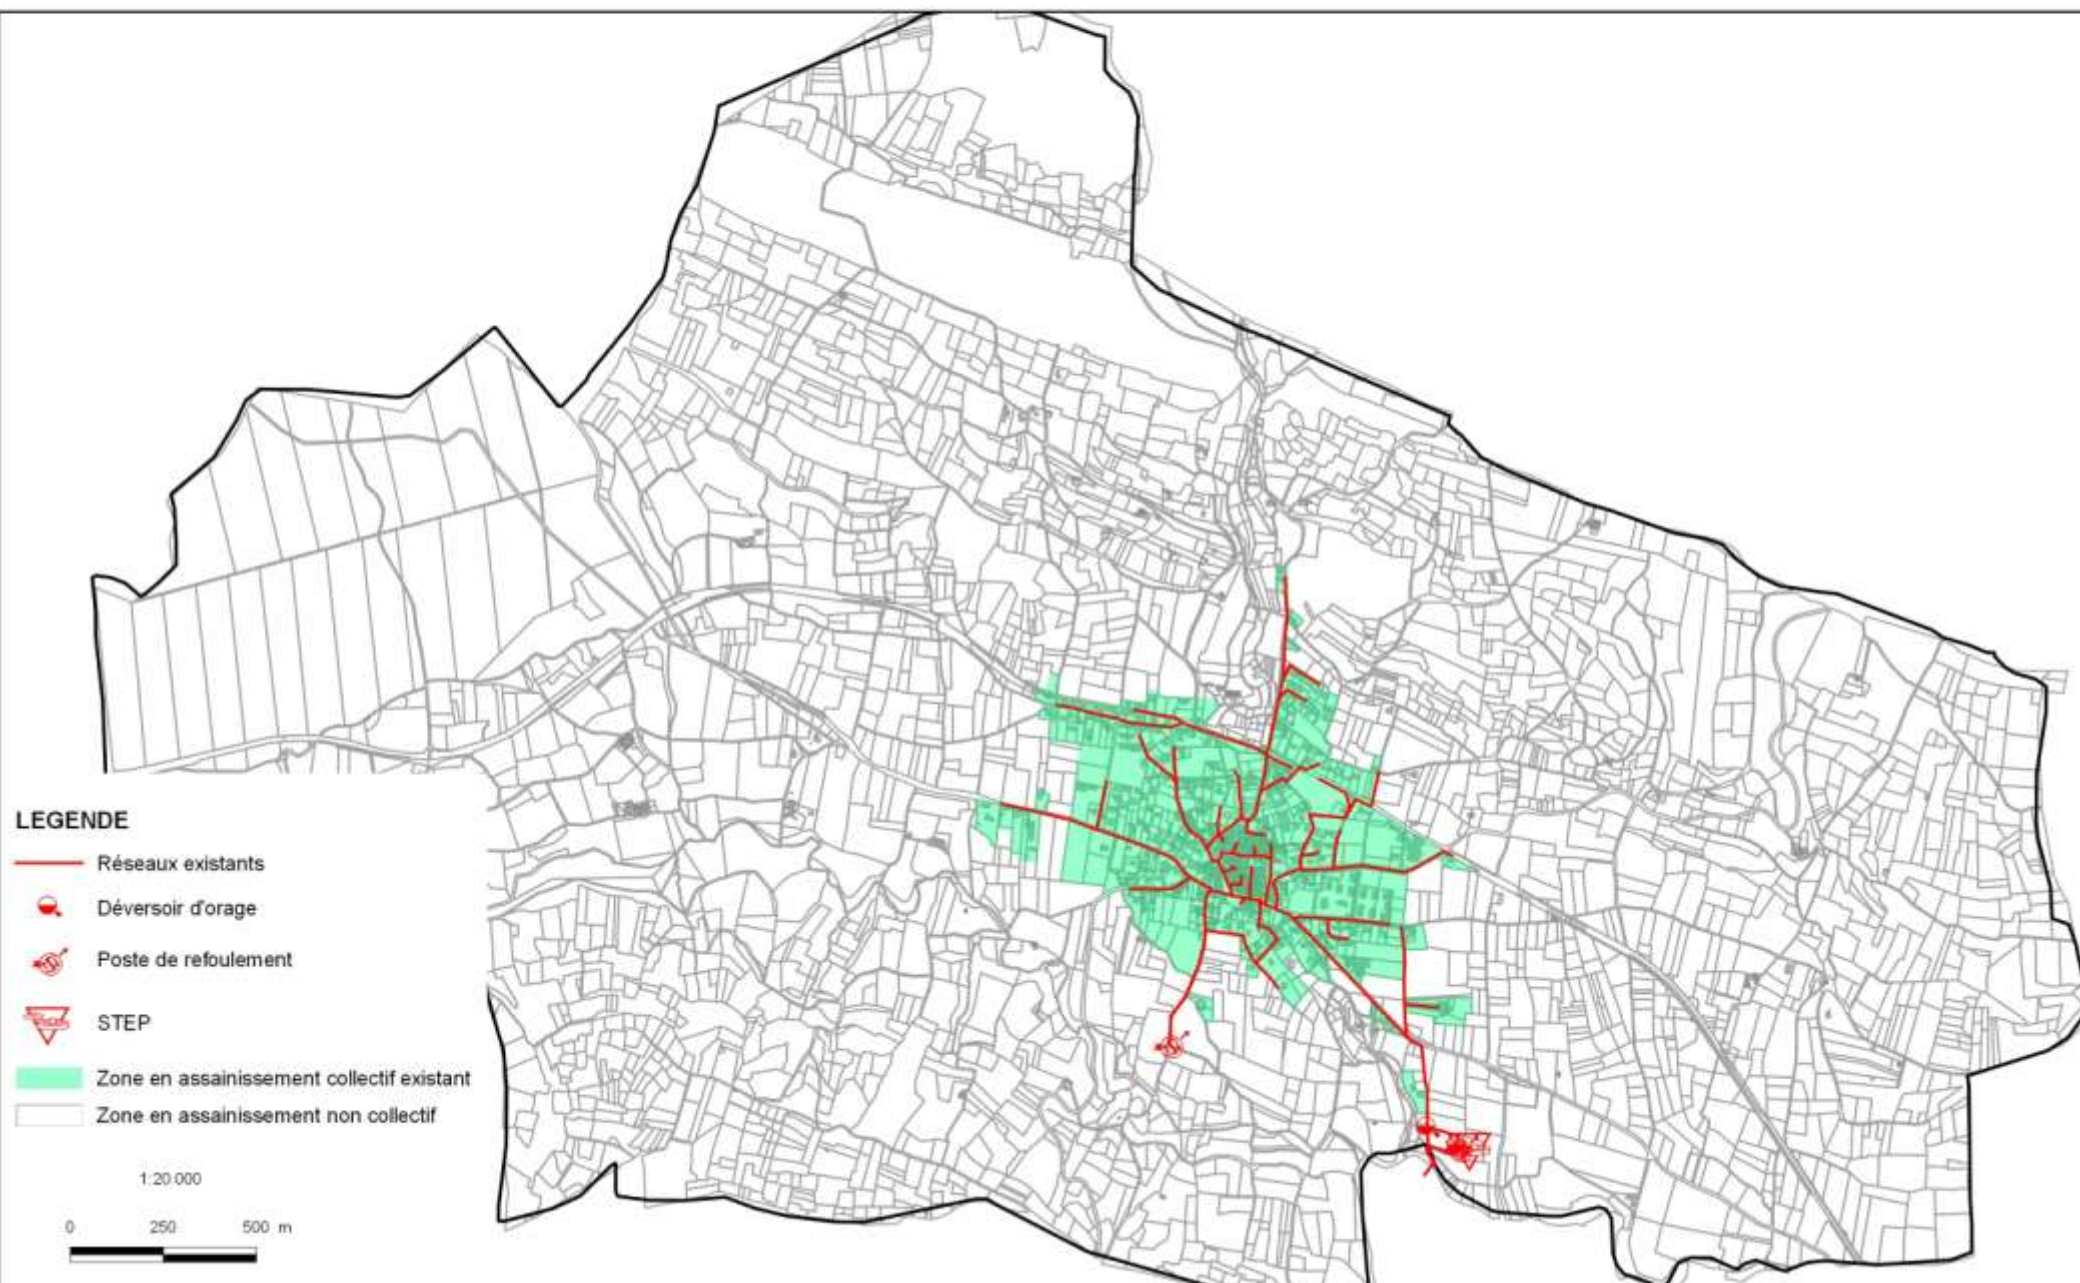 LEGENDE
Réseaux existants
Déversoir d'orage
Poste de refoulement
STEP
Zone en assainissement collectif existant
Zone en assainissement non collectif
1:20 000
0 250 500 m